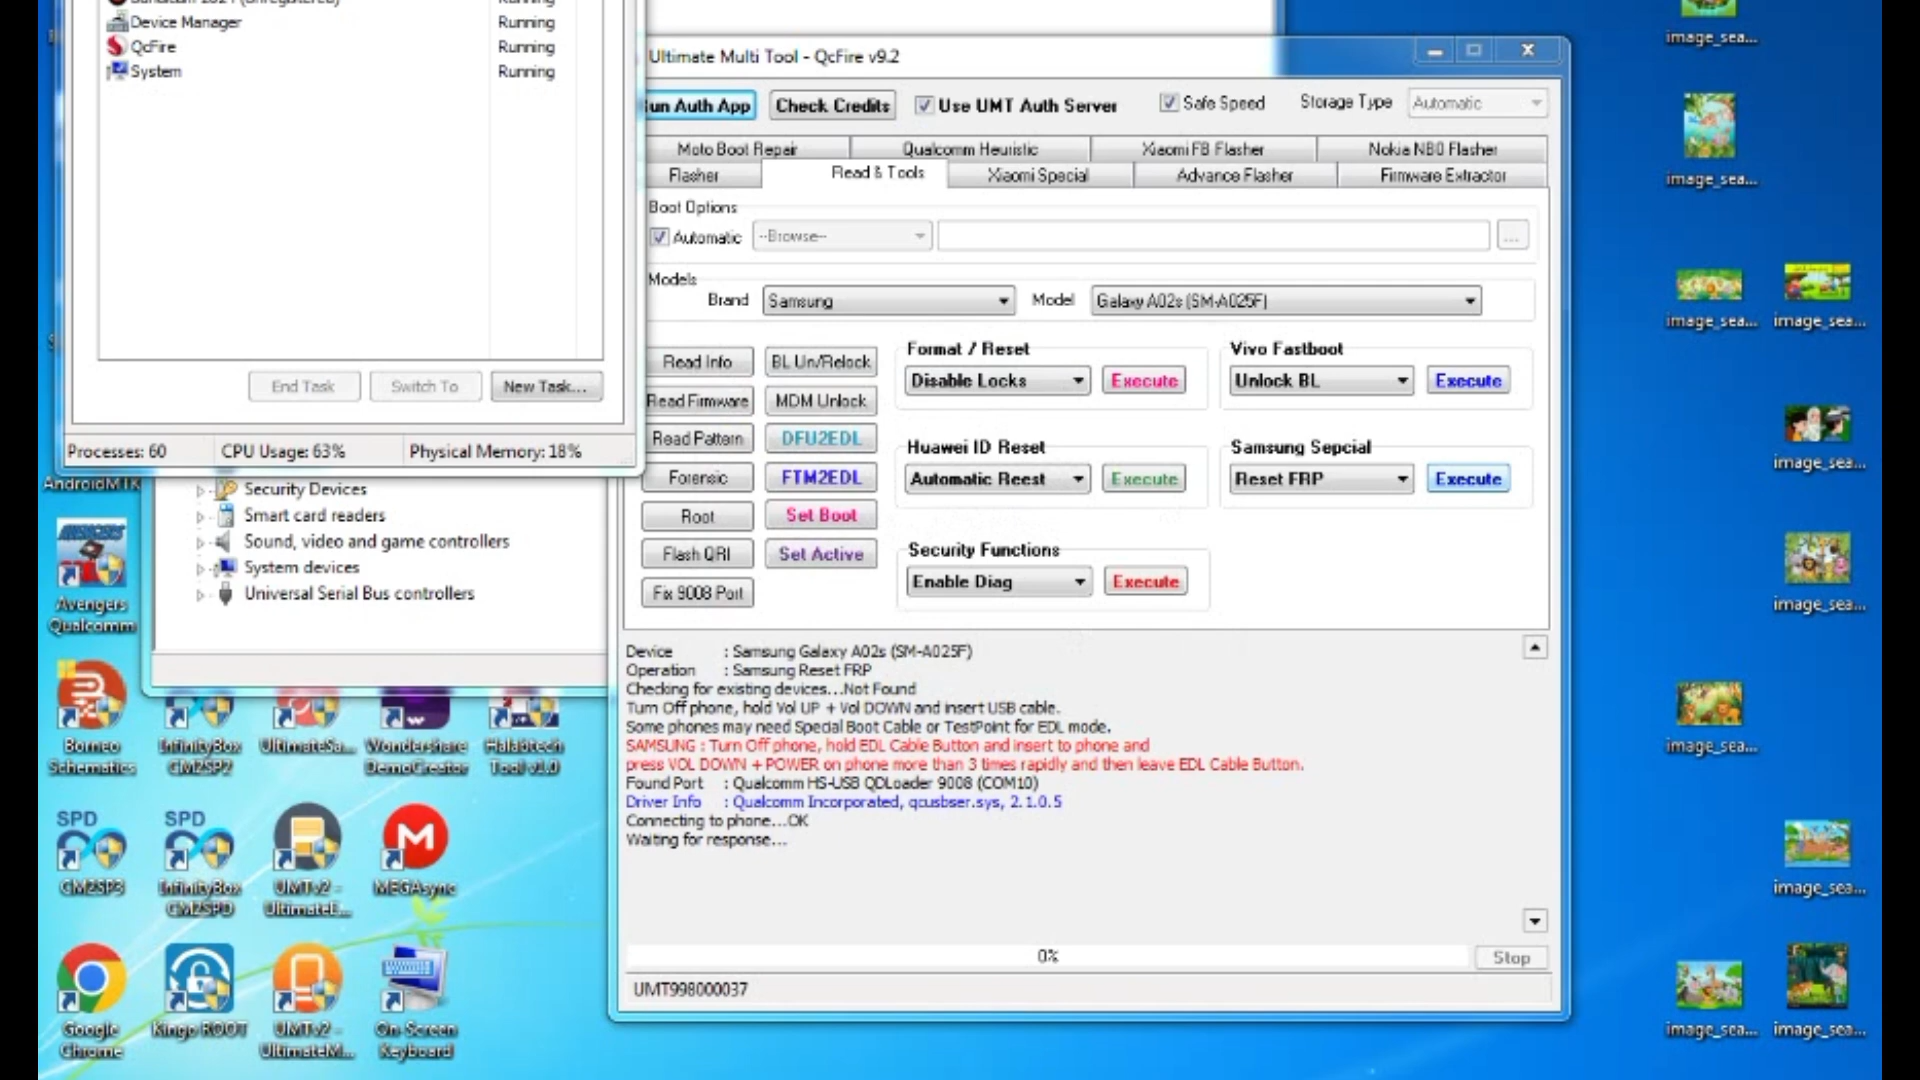 Device Manager Running
QcFire Running
System Running
End Task Switch To New Task...
Processes: 60 CPU Usage: 63% Physical Memory: 18%
Security Devices
Smart card readers
Sound, video and game controllers
System devices
Universal Serial Bus controllers
Ultimate Multi Tool - QcFire v9.2
un Auth App Check Credits Use UMT Auth Server Safe Speed Storage Type Automatic
Moto Boot Repair Qualcomm Heuristic Xiaomi FB Flasher Nokia NB0 Flasher
Flasher Read & Tools Xiaomi Special Advance Flasher Firmware Extractor
Boot Options
Automatic --Browse-- ...
Models
Brand Samsung Model Galaxy A02s (SM-A025F)
Read Info BL Un/Relock
Read Firmware MDM Unlock
Read Pattern DFU2EDL
Forensic FTM2EDL
Root Set Boot
Flash QRI Set Active
Fix 9008 Port
Format / Reset
Disable Locks Execute
Vivo Fastboot
Unlock BL Execute
Huawei ID Reset
Automatic Reest Execute
Samsung Sepcial
Reset FRP Execute
Security Functions
Enable Diag Execute
Device : Samsung Galaxy A02s (SM-A025F)
Operation : Samsung Reset FRP
Checking for existing devices...Not Found
Turn Off phone, hold Vol UP + Vol DOWN and insert USB cable.
Some phones may need Special Boot Cable or TestPoint for EDL mode.
SAMSUNG : Turn Off phone, hold EDL Cable Button and insert to phone and
press VOL DOWN + POWER on phone more than 3 times rapidly and then leave EDL Cable Button.
Found Port : Qualcomm HS-USB QDLoader 9008 (COM10)
Driver Info : Qualcomm Incorporated, qcusbser.sys, 2.1.0.5
Connecting to phone...OK
Waiting for response...
0% Stop
UMT998000037
AndroidMTK
Avengers
Qualcomm
Borneo
Schematics
InfinityBox
CM2SP2
UltimateSa...
Wondershare
DemoCreator
Halabtech
Tool v1.0
SPD
CM2SP3
SPD
InfinityBox
CM2SPD
UMTv2 -
UltimateE...
MEGAsync
Google
Chrome
Kingo ROOT
UMTv2 -
UltimateM...
On-Screen
Keyboard
image_sea...
image_sea...
image_sea... image_sea...
image_sea...
image_sea...
image_sea...
image_sea...
image_sea... image_sea...